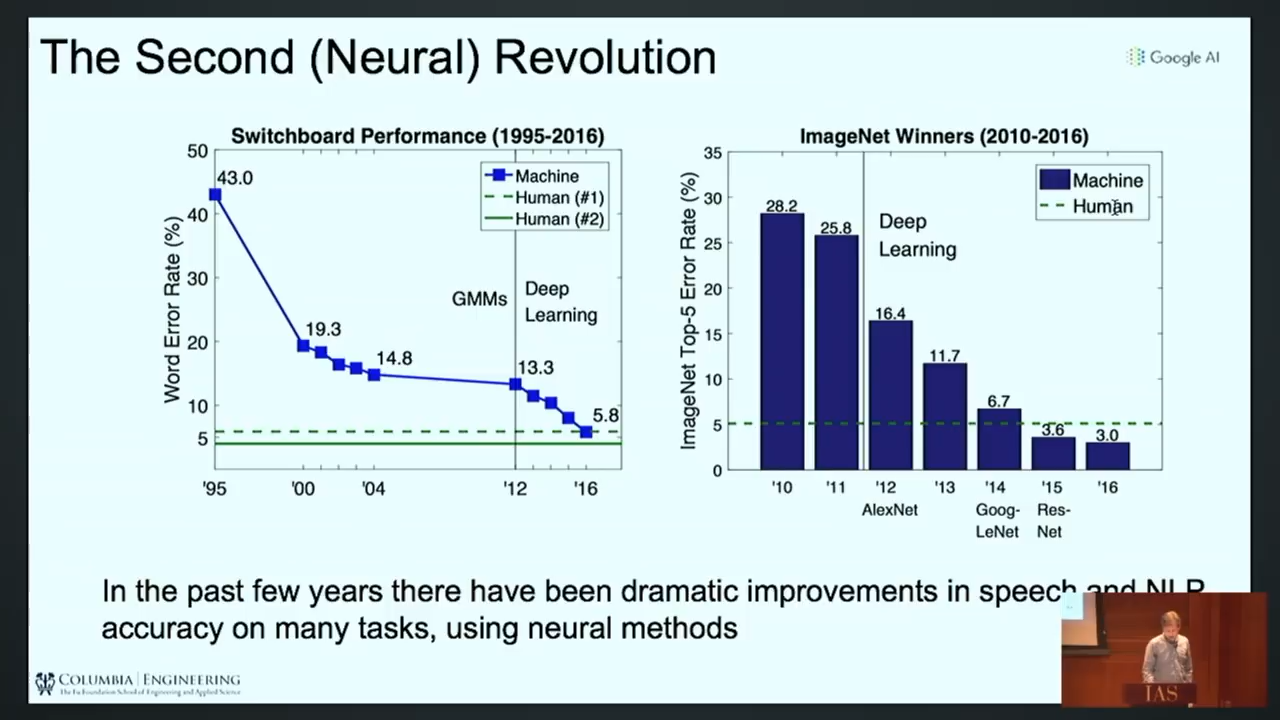 The Second (Neural) Revolution
Google AI
Switchboard Performance (1995-2016)
Word Error Rate (%)
50
40
30
20
10
5
43.0
19.3
14.8
13.3
5.8
Machine
Human (#1)
Human (#2)
GMMs
Deep
Learning
'95
'00
'04
'12
'16
ImageNet Winners (2010-2016)
ImageNet Top-5 Error Rate (%)
35
30
25
20
15
10
5
0
28.2
25.8
16.4
11.7
6.7
3.6
3.0
Machine
Human
Deep
Learning
'10
'11
'12
'13
'14
'15
'16
AlexNet
Goog-
LeNet
Res-
Net
In the past few years there have been dramatic improvements in speech and NLP
accuracy on many tasks, using neural methods
COLUMBIA | ENGINEERING
The Fu Foundation School of Engineering and Applied Science
IAS